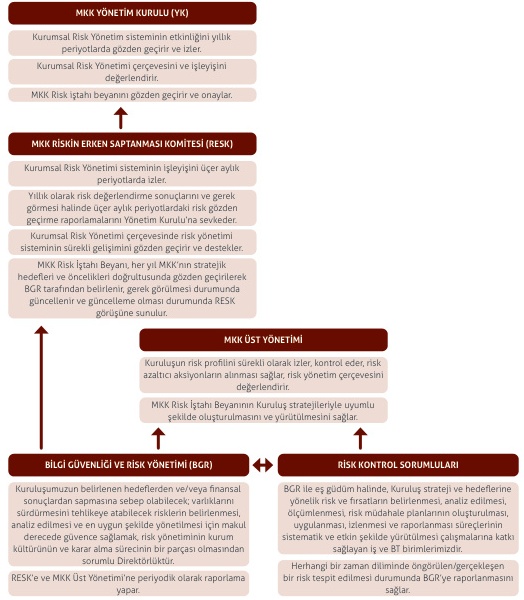 MKK YÖNETİM KURULU (YK)
Kurumsal Risk Yönetim sisteminin etkinliğini yıllık
periyotlarda gözden geçirir ve izler.
Kurumsal Risk Yönetimi çerçevesini ve işleyişini
değerlendirir.
MKK Risk iştahı beyanını gözden geçirir ve onaylar.
MKK RİSKİN ERKEN SAPTANMASI KOMİTESİ (RESK)
Kurumsal Risk Yönetimi sisteminin işleyişini üçer aylık
periyotlarda izler.
Yıllık olarak risk değerlendirme sonuçlarını ve gerek
görmesi halinde üçer aylık periyotlardaki risk gözden
geçirme raporlamalarını Yönetim Kurulu'na sevkeder.
Kurumsal Risk Yönetimi çerçevesinde risk yönetimi
sisteminin sürekli gelişimini gözden geçirir ve destekler.
MKK Risk İştahı Beyanı, her yıl MKK'nın stratejik
hedefleri ve öncelikleri doğrultusunda gözden geçirilerek
BGR tarafından belirlenir, gerek görülmesi durumunda
güncellenir ve güncelleme olması durumunda RESK
görüşüne sunulur.
MKK ÜST YÖNETİMİ
Kuruluşun risk profilini sürekli olarak izler, kontrol eder, risk
azaltıcı aksiyonların alınması sağlar, risk yönetim çerçevesini
değerlendirir.
MKK Risk İştahı Beyanının Kuruluş stratejileriyle uyumlu
şekilde oluşturulmasını ve yürütülmesini sağlar.
BİLGİ GÜVENLİĞİ VE RİSK YÖNETİMİ (BGR)
Kuruluşumuzun belirlenen hedeflerden ve/veya finansal
sonuçlardan sapmasına sebep olabilecek; varlıklarını
sürdürmesini tehlikeye atabilecek risklerin belirlenmesi,
analiz edilmesi ve en uygun şekilde yönetilmesi için makul
derecede güvence sağlamak, risk yönetiminin kurum
kültürünün ve karar alma sürecinin bir parçası olmasından
sorumlu Direktörlüktür.
RESK'e ve MKK Üst Yönetimi'ne periyodik olarak raporlama
yapar.
RİSK KONTROL SORUMLULARI
BGR ile eş güdüm halinde, Kuruluş strateji ve hedeflerine
yönelik risk ve fırsatların belirlenmesi, analiz edilmesi,
ölçümlenmesi, risk müdahale planlarının oluşturulması,
uygulanması, izlenmesi ve raporlanması süreçlerinin
sistematik ve etkin şekilde yürütülmesi çalışmalarına katkı
sağlayan iş ve BT birimlerimizdir.
Herhangi bir zaman diliminde öngörülen/gerçekleşen
bir risk tespit edilmesi durumunda BGR'ye raporlanmasını
sağlar.